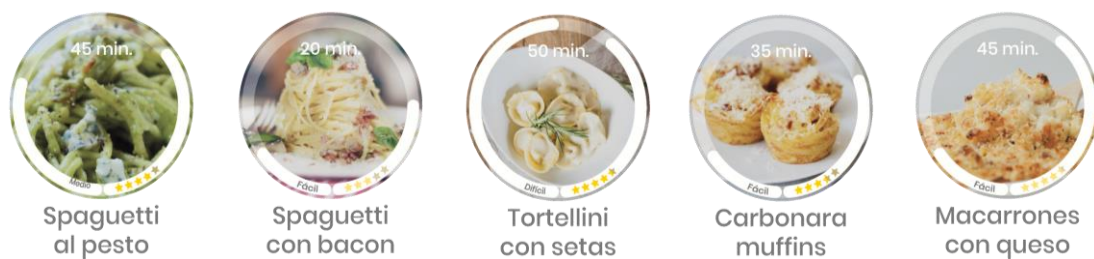 45 min.
Medio
Spaguetti
al pesto
20 min.
Fácil
Spaguetti
con bacon
50 min.
Difícil
Tortellini
con setas
35 min.
Fácil
Carbonara
muffins
45 min.
Fácil
Macarrones
con queso